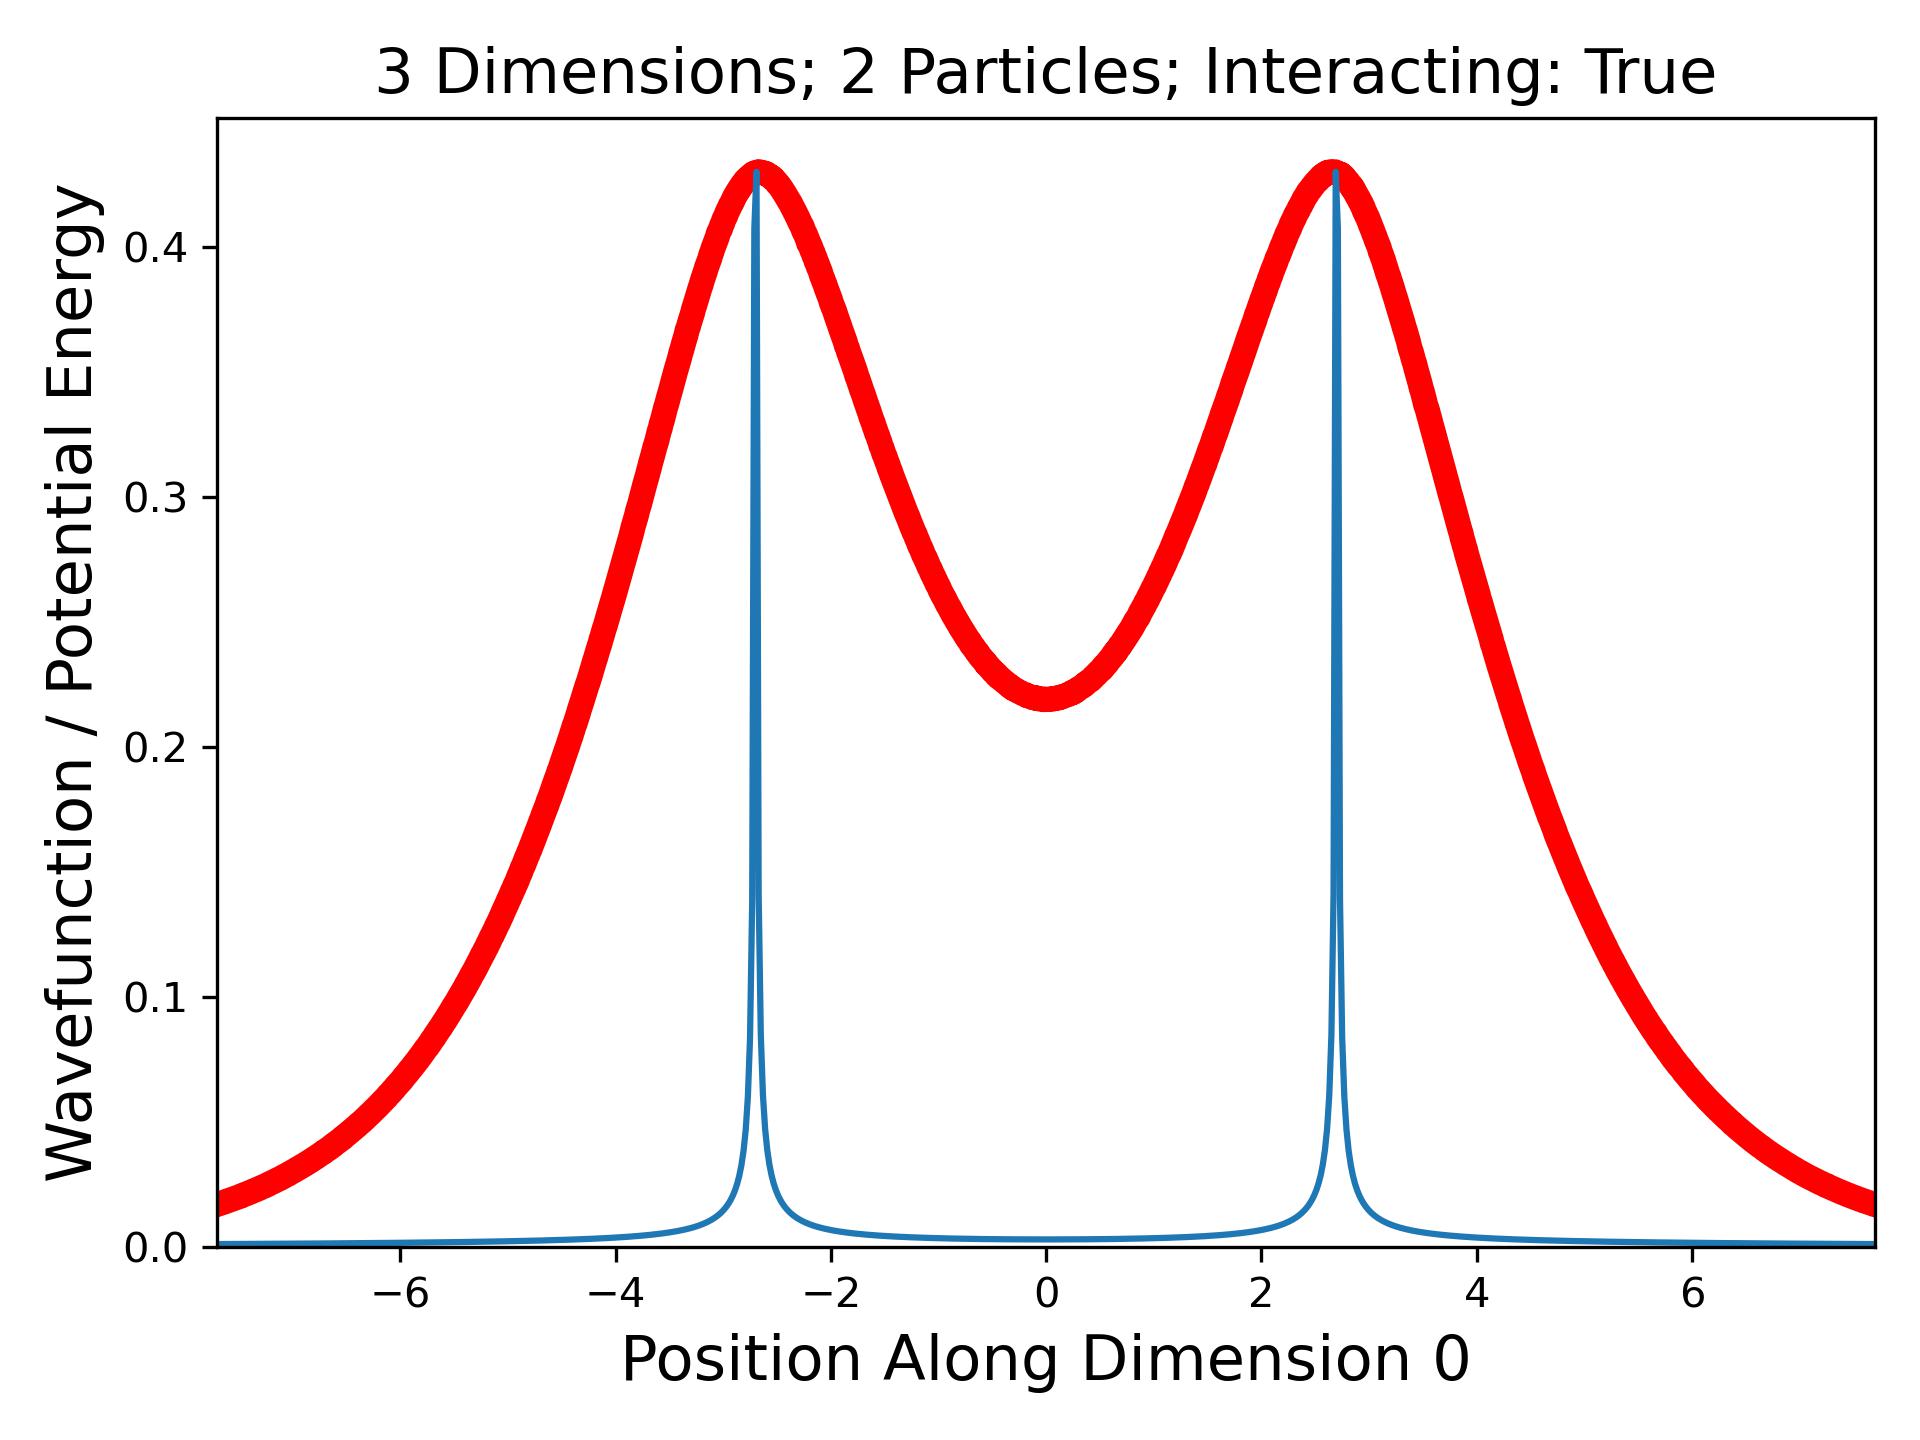 3 Dimensions; 2 Particles; Interacting: True
Wavefunction / Potential Energy
0.4
0.3
0.2
0.1
0.0
−6 −4 −2 0 2 4 6
Position Along Dimension 0